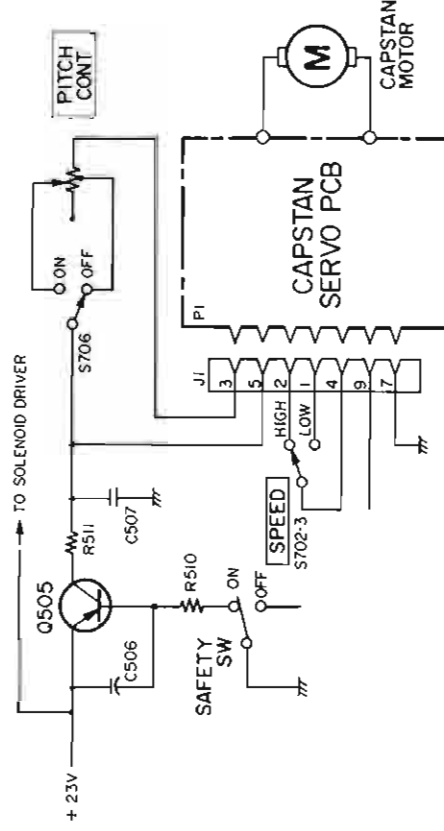 TO SOLENOID DRIVER
+ 23V
Q505
R511
C506
C507
R510
SAFETY
SW
ON
OFF
S706
ON
OFF
PITCH
CONT
SPEED
S702-3
HIGH
LOW
J1
3
5
2
1
4
9
7
P1
CAPSTAN
SERVO PCB
M
CAPSTAN
MOTOR